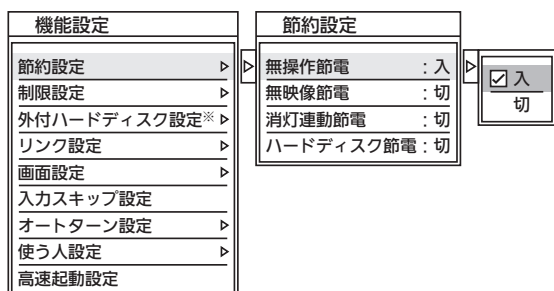 機能設定
節約設定
制限設定
外付ハードディスク設定※
リンク設定
画面設定
入力スキップ設定
オートターン設定
使う人設定
高速起動設定
節約設定
無操作節電 : 入
無映像節電 : 切
消灯連動節電 : 切
ハードディスク節電 : 切
入
切